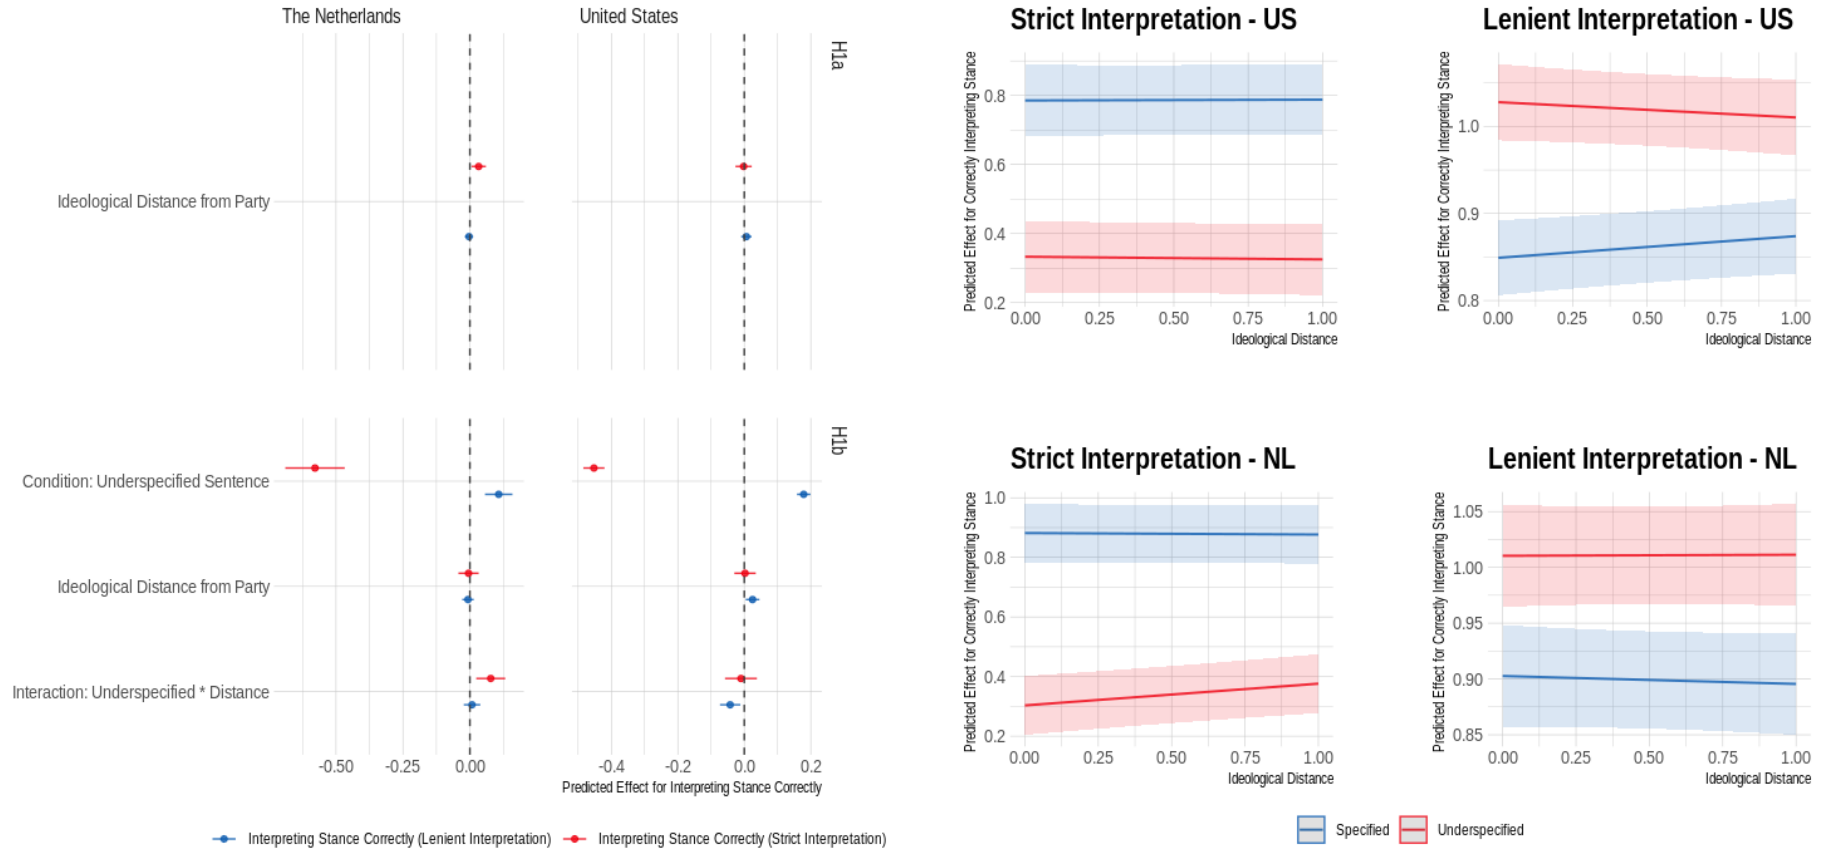 The Netherlands
United States
H1a
Ideological Distance from Party
H1b
Condition: Underspecified Sentence
Ideological Distance from Party
Interaction: Underspecified * Distance
-0.50 -0.25 0.00
-0.4 -0.2 0.0 0.2
Predicted Effect for Interpreting Stance Correctly
Interpreting Stance Correctly (Lenient Interpretation)
Interpreting Stance Correctly (Strict Interpretation)
Strict Interpretation - US
Predicted Effect for Correctly Interpreting Stance
0.8
0.6
0.4
0.2
0.00 0.25 0.50 0.75 1.00
Ideological Distance
Lenient Interpretation - US
Predicted Effect for Correctly Interpreting Stance
1.0
0.9
0.8
0.00 0.25 0.50 0.75 1.00
Ideological Distance
Strict Interpretation - NL
Predicted Effect for Correctly Interpreting Stance
1.0
0.8
0.6
0.4
0.2
0.00 0.25 0.50 0.75 1.00
Ideological Distance
Lenient Interpretation - NL
Predicted Effect for Correctly Interpreting Stance
1.05
1.00
0.95
0.90
0.85
0.00 0.25 0.50 0.75 1.00
Ideological Distance
Specified
Underspecified